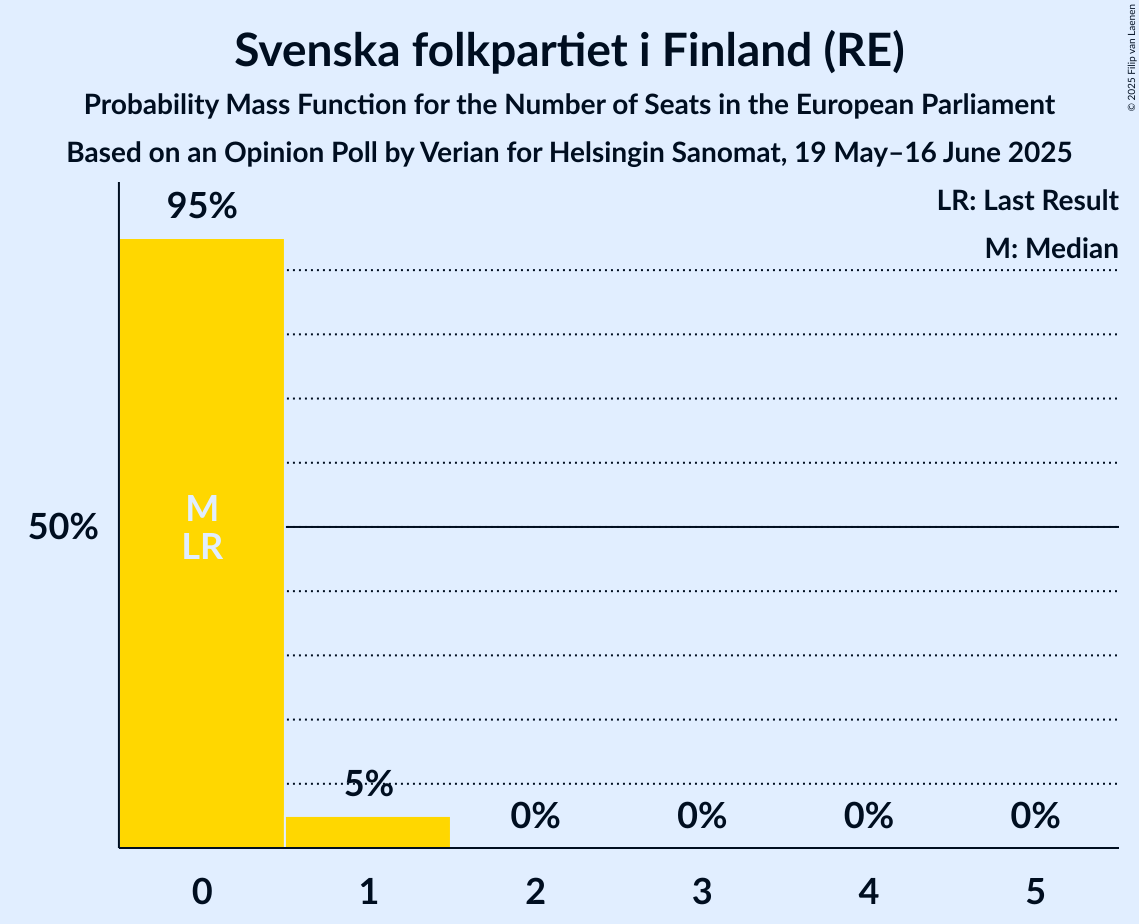 Svenska folkpartiet i Finland (RE)
Probability Mass Function for the Number of Seats in the European Parliament
Based on an Opinion Poll by Verian for Helsingin Sanomat, 19 May–16 June 2025
© 2025 Filip van Laenen
LR: Last Result
M: Median
95%
50%
M
LR
5%
0%
0%
0%
0%
0
1
2
3
4
5